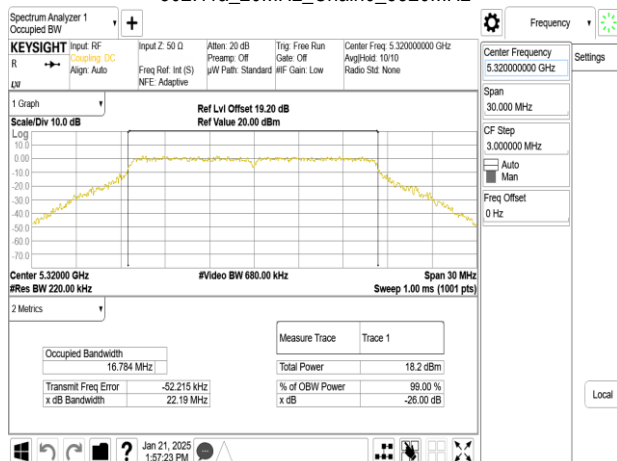 Spectrum Analyzer 1
Occupied BW
Frequency
KEYSIGHT
Input: RF
Coupling: DC
Align: Auto
Input Z: 50 Ω
Freq Ref: Int (S)
NFE: Adaptive
Atten: 20 dB
Preamp: Off
µW Path: Standard
Trig: Free Run
Gate: Off
#IF Gain: Low
Center Freq: 5.320000000 GHz
Avg|Hold: 10/10
Radio Std: None
R
LXI
Center Frequency
5.320000000 GHz
Settings
Span
30.000 MHz
CF Step
3.000000 MHz
Auto
Man
Freq Offset
0 Hz
Local
1 Graph
Scale/Div 10.0 dB
Ref Lvl Offset 19.20 dB
Ref Value 20.00 dBm
Log
10.0
0.00
-10.0
-20.0
-30.0
-40.0
-50.0
-60.0
-70.0
Center 5.32000 GHz
#Video BW 680.00 kHz
Span 30 MHz
#Res BW 220.00 kHz
Sweep 1.00 ms (1001 pts)
2 Metrics
Measure Trace
Trace 1
Occupied Bandwidth
16.784 MHz
Total Power
18.2 dBm
Transmit Freq Error
-52.215 kHz
% of OBW Power
99.00 %
x dB Bandwidth
22.19 MHz
x dB
-26.00 dB
Jan 21, 2025
1:57:23 PM